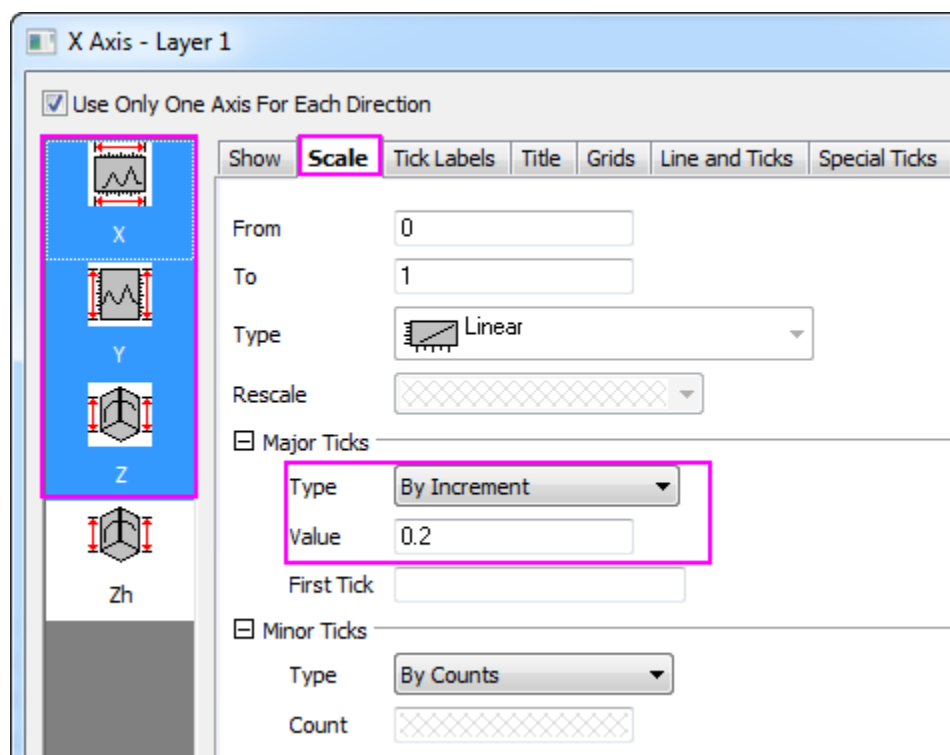 X Axis - Layer 1
Use Only One Axis For Each Direction
Show Scale Tick Labels Title Grids Line and Ticks Special Ticks
X
Y
Z
Zh
From 0
To 1
Type Linear
Rescale
Major Ticks
Type By Increment
Value 0.2
First Tick
Minor Ticks
Type By Counts
Count